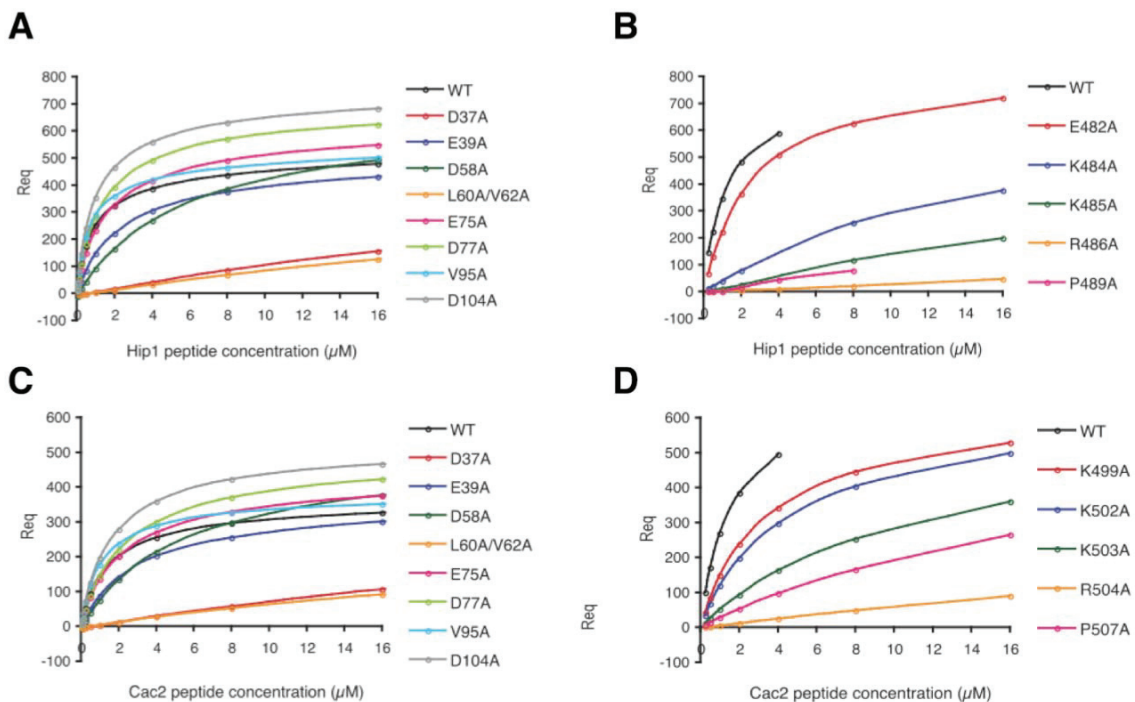 A
800
700
600
500
400
300
200
100
0
-100
Req
0 2 4 6 8 10 12 14 16
Hip1 peptide concentration (µM)
WT
D37A
E39A
D58A
L60A/V62A
E75A
D77A
V95A
D104A
B
800
700
600
500
400
300
200
100
0
-100
Req
0 2 4 6 8 10 12 14 16
Hip1 peptide concentration (µM)
WT
E482A
K484A
K485A
R486A
P489A
C
600
500
400
300
200
100
0
-100
Req
0 2 4 6 8 10 12 14 16
Cac2 peptide concentration (µM)
WT
D37A
E39A
D58A
L60A/V62A
E75A
D77A
V95A
D104A
D
600
500
400
300
200
100
0
-100
Req
Req
0 2 4 6 8 10 12 14 16
Cac2 peptide concentration (µM)
WT
K499A
K502A
K503A
R504A
P507A